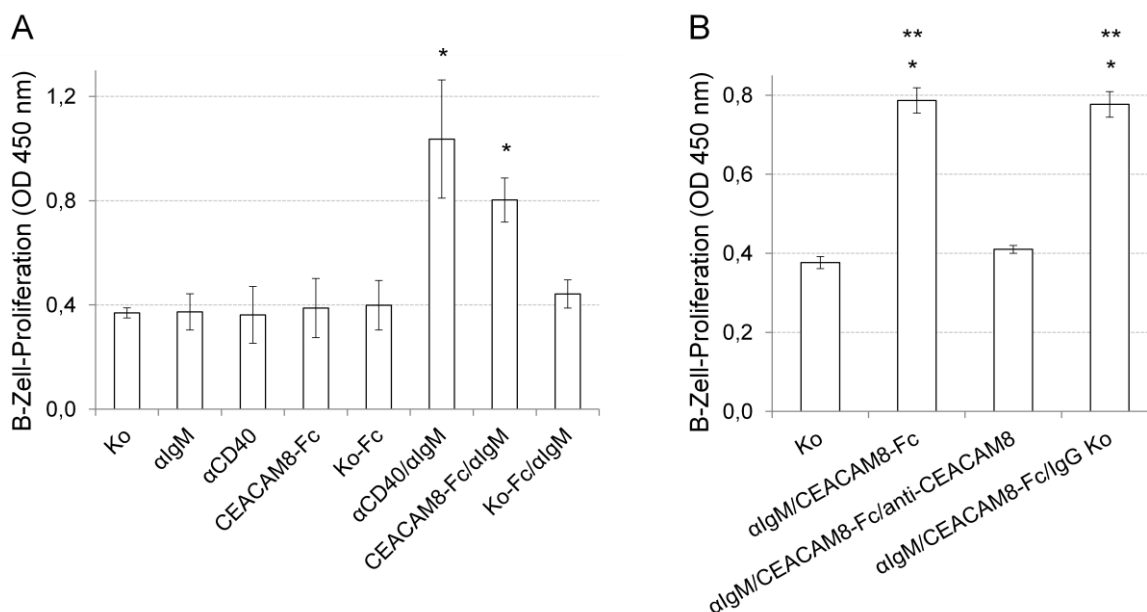 A
B-Zell-Proliferation (OD 450 nm)
1,2
0,8
0,4
0,0
*
*
Ko
αIgM
αCD40
CEACAM8-Fc
Ko-Fc
αCD40/αIgM
CEACAM8-Fc/αIgM
Ko-Fc/αIgM
B
B-Zell-Proliferation (OD 450 nm)
0,8
0,6
0,4
0,2
0,0
**
*
**
*
Ko
αIgM/CEACAM8-Fc
αIgM/CEACAM8-Fc/anti-CEACAM8
αIgM/CEACAM8-Fc/IgG Ko